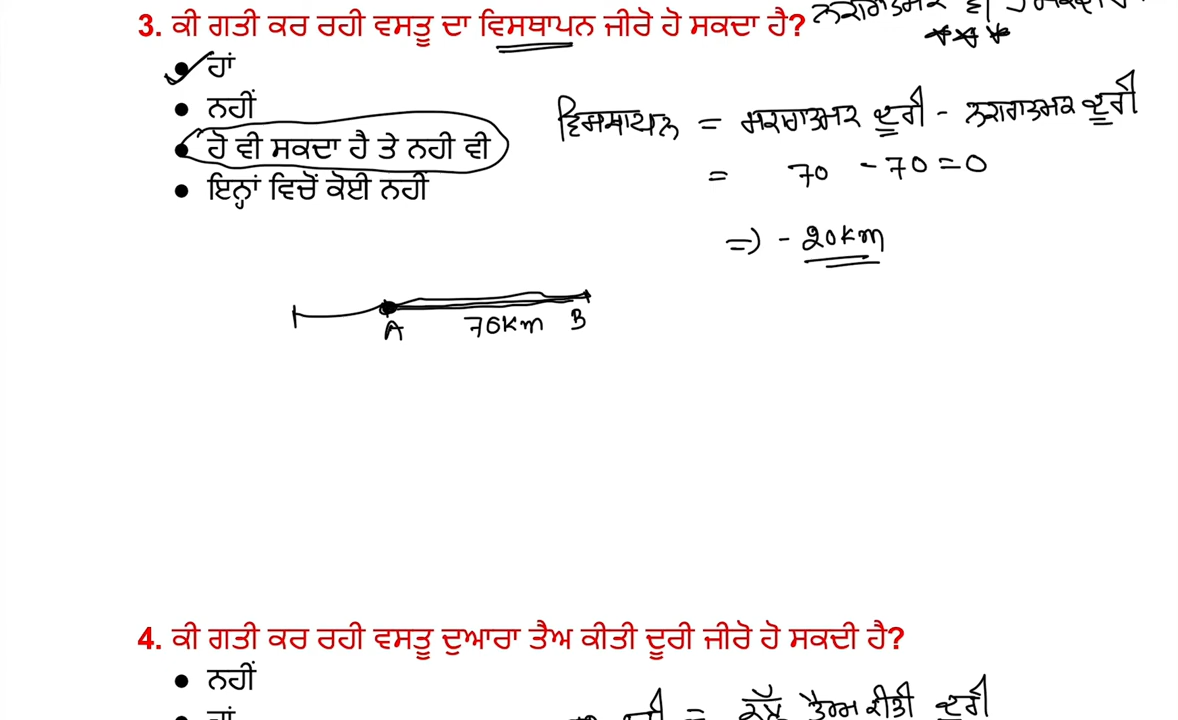 3. ਕੀ ਗਤੀ ਕਰ ਰਹੀ ਵਸਤੂ ਦਾ ਵਿਸਥਾਪਨ ਜੀਰੋ ਹੋ ਸਕਦਾ ਹੈ?
• ਹਾਂ
• ਨਹੀਂ
• ਹੋ ਵੀ ਸਕਦਾ ਹੈ ਤੇ ਨਹੀ ਵੀ
• ਇਨ੍ਹਾਂ ਵਿਚੋਂ ਕੋਈ ਨਹੀਂ
ਵਿਸਥਾਪਨ = ਸਕਾਰਾਤਮਕ ਦੂਰੀ - ਨਕਾਰਾਤਮਕ ਦੂਰੀ
= 70 - 70 = 0
=> - 20km
A 70km B
4. ਕੀ ਗਤੀ ਕਰ ਰਹੀ ਵਸਤੂ ਦੁਆਰਾ ਤੈਅ ਕੀਤੀ ਦੂਰੀ ਜੀਰੋ ਹੋ ਸਕਦੀ ਹੈ?
• ਨਹੀਂ
• ਹਾਂ
= ਕੁੱਲ ਤੈਅ ਕੀਤੀ ਦੂਰੀ